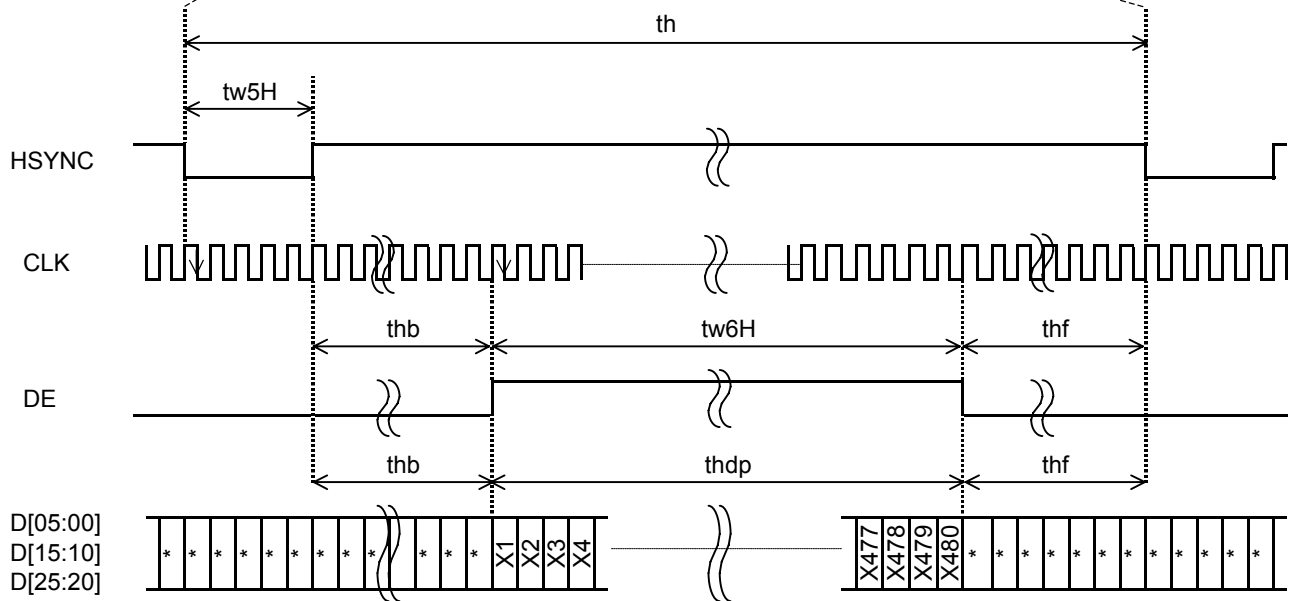 th
tw5H
HSYNC
CLK
thb tw6H thf
DE
thb thdp thf
D[05:00]
D[15:10]
D[25:20]
* * * * * * * * * * * * X1 X2 X3 X4 X477 X478 X479 X480 * * * * * * * * * * * *